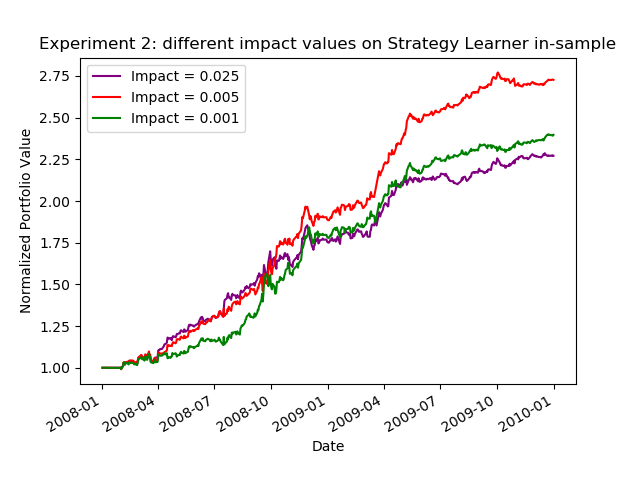 Experiment 2: different impact values on Strategy Learner in-sample
Impact = 0.025
Impact = 0.005
Impact = 0.001
Normalized Portfolio Value
2.75
2.50
2.25
2.00
1.75
1.50
1.25
1.00
2008-01
2008-04
2008-07
2008-10
2009-01
2009-04
2009-07
2009-10
2010-01
Date